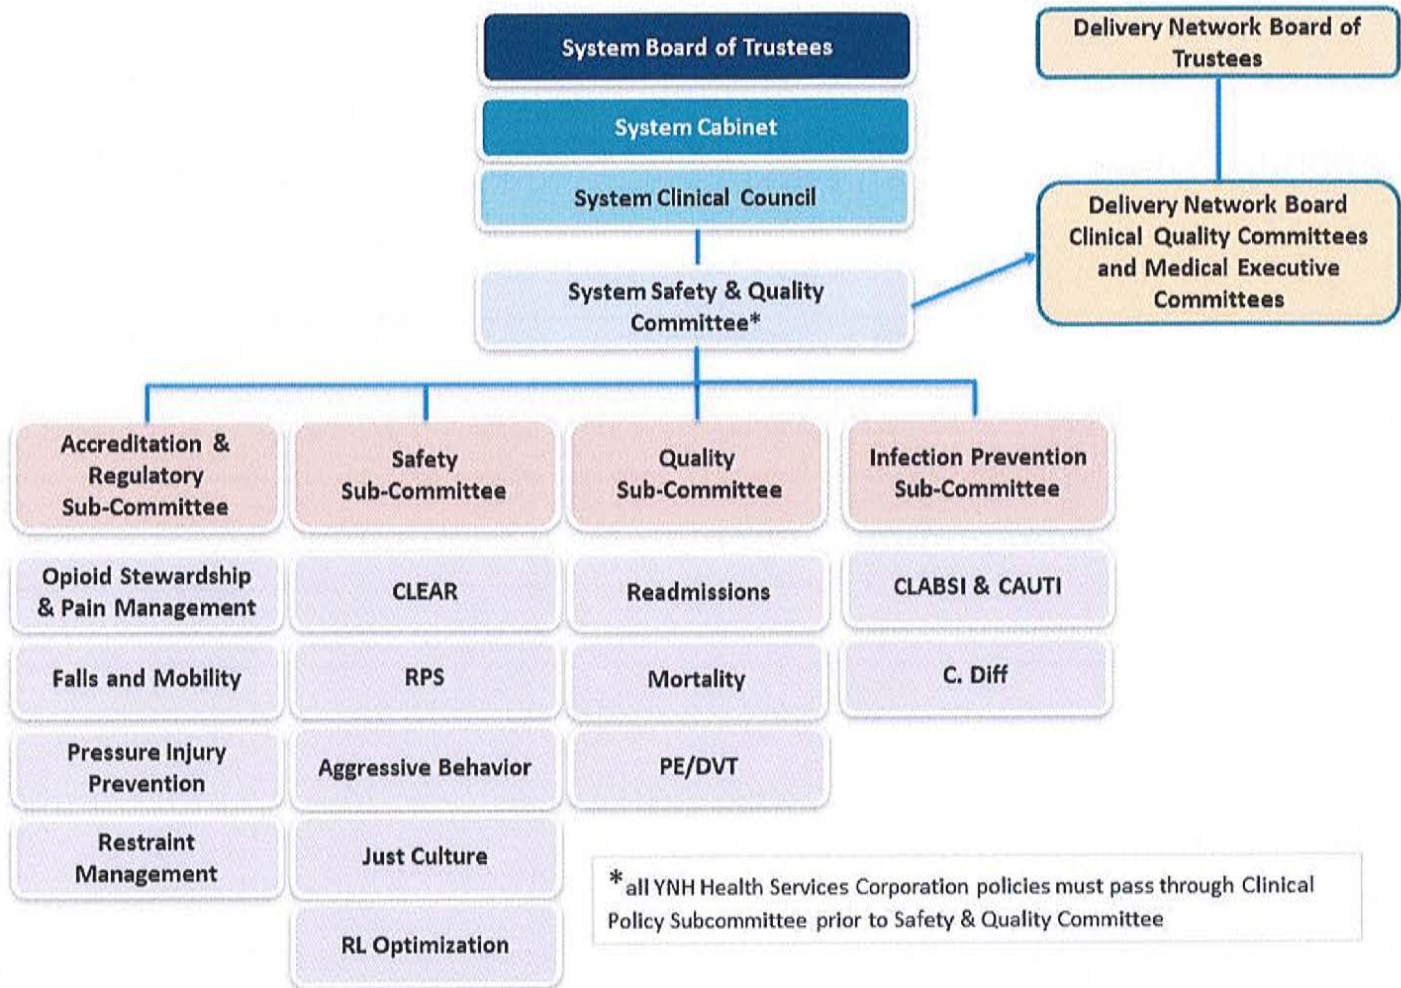 System Board of Trustees
Delivery Network Board of
Trustees
System Cabinet
System Clinical Council
Delivery Network Board
Clinical Quality Committees
and Medical Executive
Committees
System Safety & Quality
Committee*
Accreditation &
Regulatory
Sub-Committee
Safety
Sub-Committee
Quality
Sub-Committee
Infection Prevention
Sub-Committee
Opioid Stewardship
& Pain Management
CLEAR
Readmissions
CLABSI & CAUTI
Falls and Mobility
RPS
Mortality
C. Diff
Pressure Injury
Prevention
Aggressive Behavior
PE/DVT
Restraint
Management
Just Culture
RL Optimization
*all YNH Health Services Corporation policies must pass through Clinical
Policy Subcommittee prior to Safety & Quality Committee